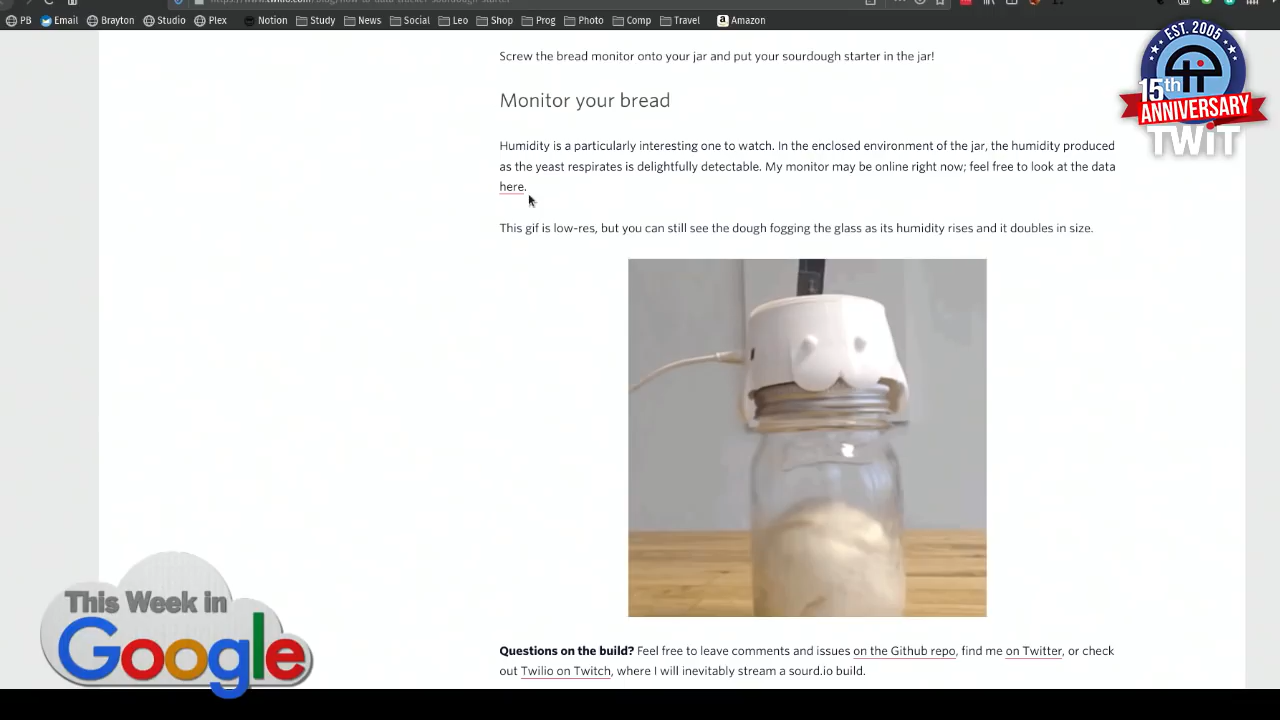 PB Email Brayton Studio Plex Notion Study News Social Leo Shop Prog Photo Comp Travel Amazon
Screw the bread monitor onto your jar and put your sourdough starter in the jar!
Monitor your bread
Humidity is a particularly interesting one to watch. In the enclosed environment of the jar, the humidity produced
as the yeast respirates is delightfully detectable. My monitor may be online right now; feel free to look at the data
here.
This gif is low-res, but you can still see the dough fogging the glass as its humidity rises and it doubles in size.
Questions on the build? Feel free to leave comments and issues on the Github repo, find me on Twitter, or check
out Twilio on Twitch, where I will inevitably stream a sourd.io build.
EST. 2005
15th
ANNIVERSARY
TWiT
This Week in
Google